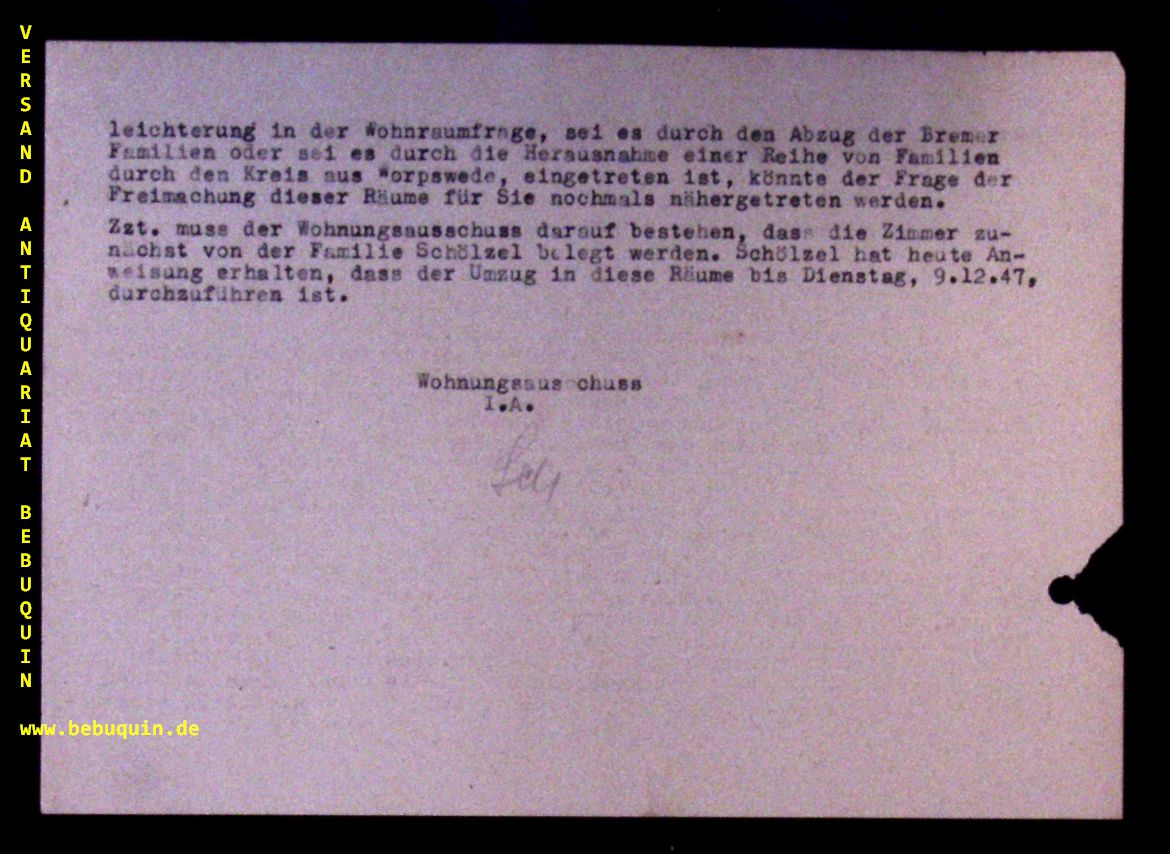 leichterung in der Wohnraumfrage, sei es durch den Abzug der Bremer
Familien oder sei es durch die Herausnahme einer Reihe von Familien
durch den Kreis aus Worpswede, eingetreten ist, könnte der Frage der
Freimachung dieser Räume für Sie nochmals nähergetreten werden.
Zzt. muss der Wohnungsausschuss darauf bestehen, dass die Zimmer zu-
nächst von der Familie Schölzel belegt werden. Schölzel hat heute An-
weisung erhalten, dass der Umzug in diese Räume bis Dienstag, 9.12.47,
durchzuführen ist.
Wohnungsausschuss
I.A.
VERSAND ANTIQUARIAT BEBUQUIN
www.bebuquin.de